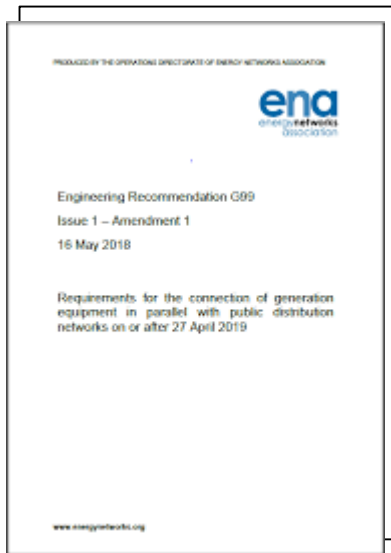 PRODUCED BY THE OPERATIONS DIRECTORATE OF ENERGY NETWORKS ASSOCIATION
ena
energynetworks
association
Engineering Recommendation G99
Issue 1 – Amendment 1
16 May 2018
Requirements for the connection of generation
equipment in parallel with public distribution
networks on or after 27 April 2019
www.energynetworks.org